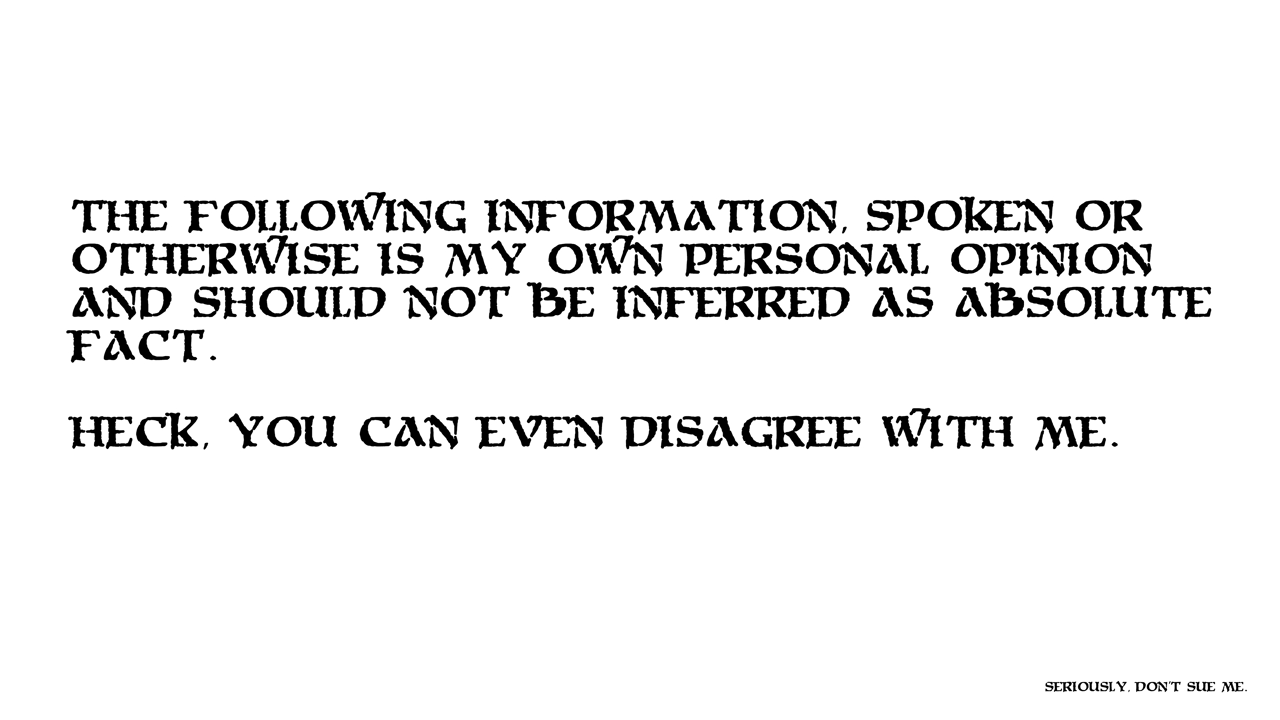 THE FOLLOWING INFORMATION, SPOKEN OR
OTHERWISE IS MY OWN PERSONAL OPINION
AND SHOULD NOT BE INFERRED AS ABSOLUTE
FACT.
HECK, YOU CAN EVEN DISAGREE WITH ME.
SERIOUSLY, DON'T SUE ME.